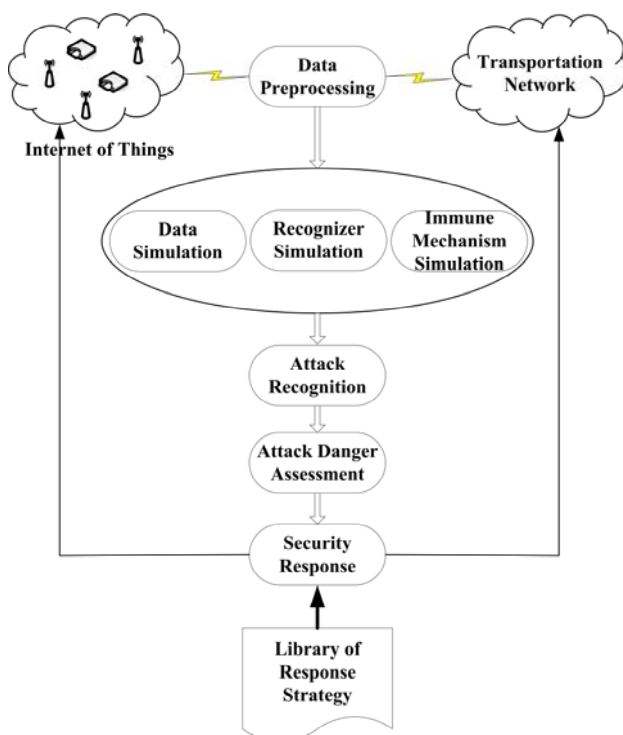 Data
Preprocessing
Transportation
Network
Internet of Things
Data
Simulation
Recognizer
Simulation
Immune
Mechanism
Simulation
Attack
Recognition
Attack Danger
Assessment
Security
Response
Library of
Response
Strategy